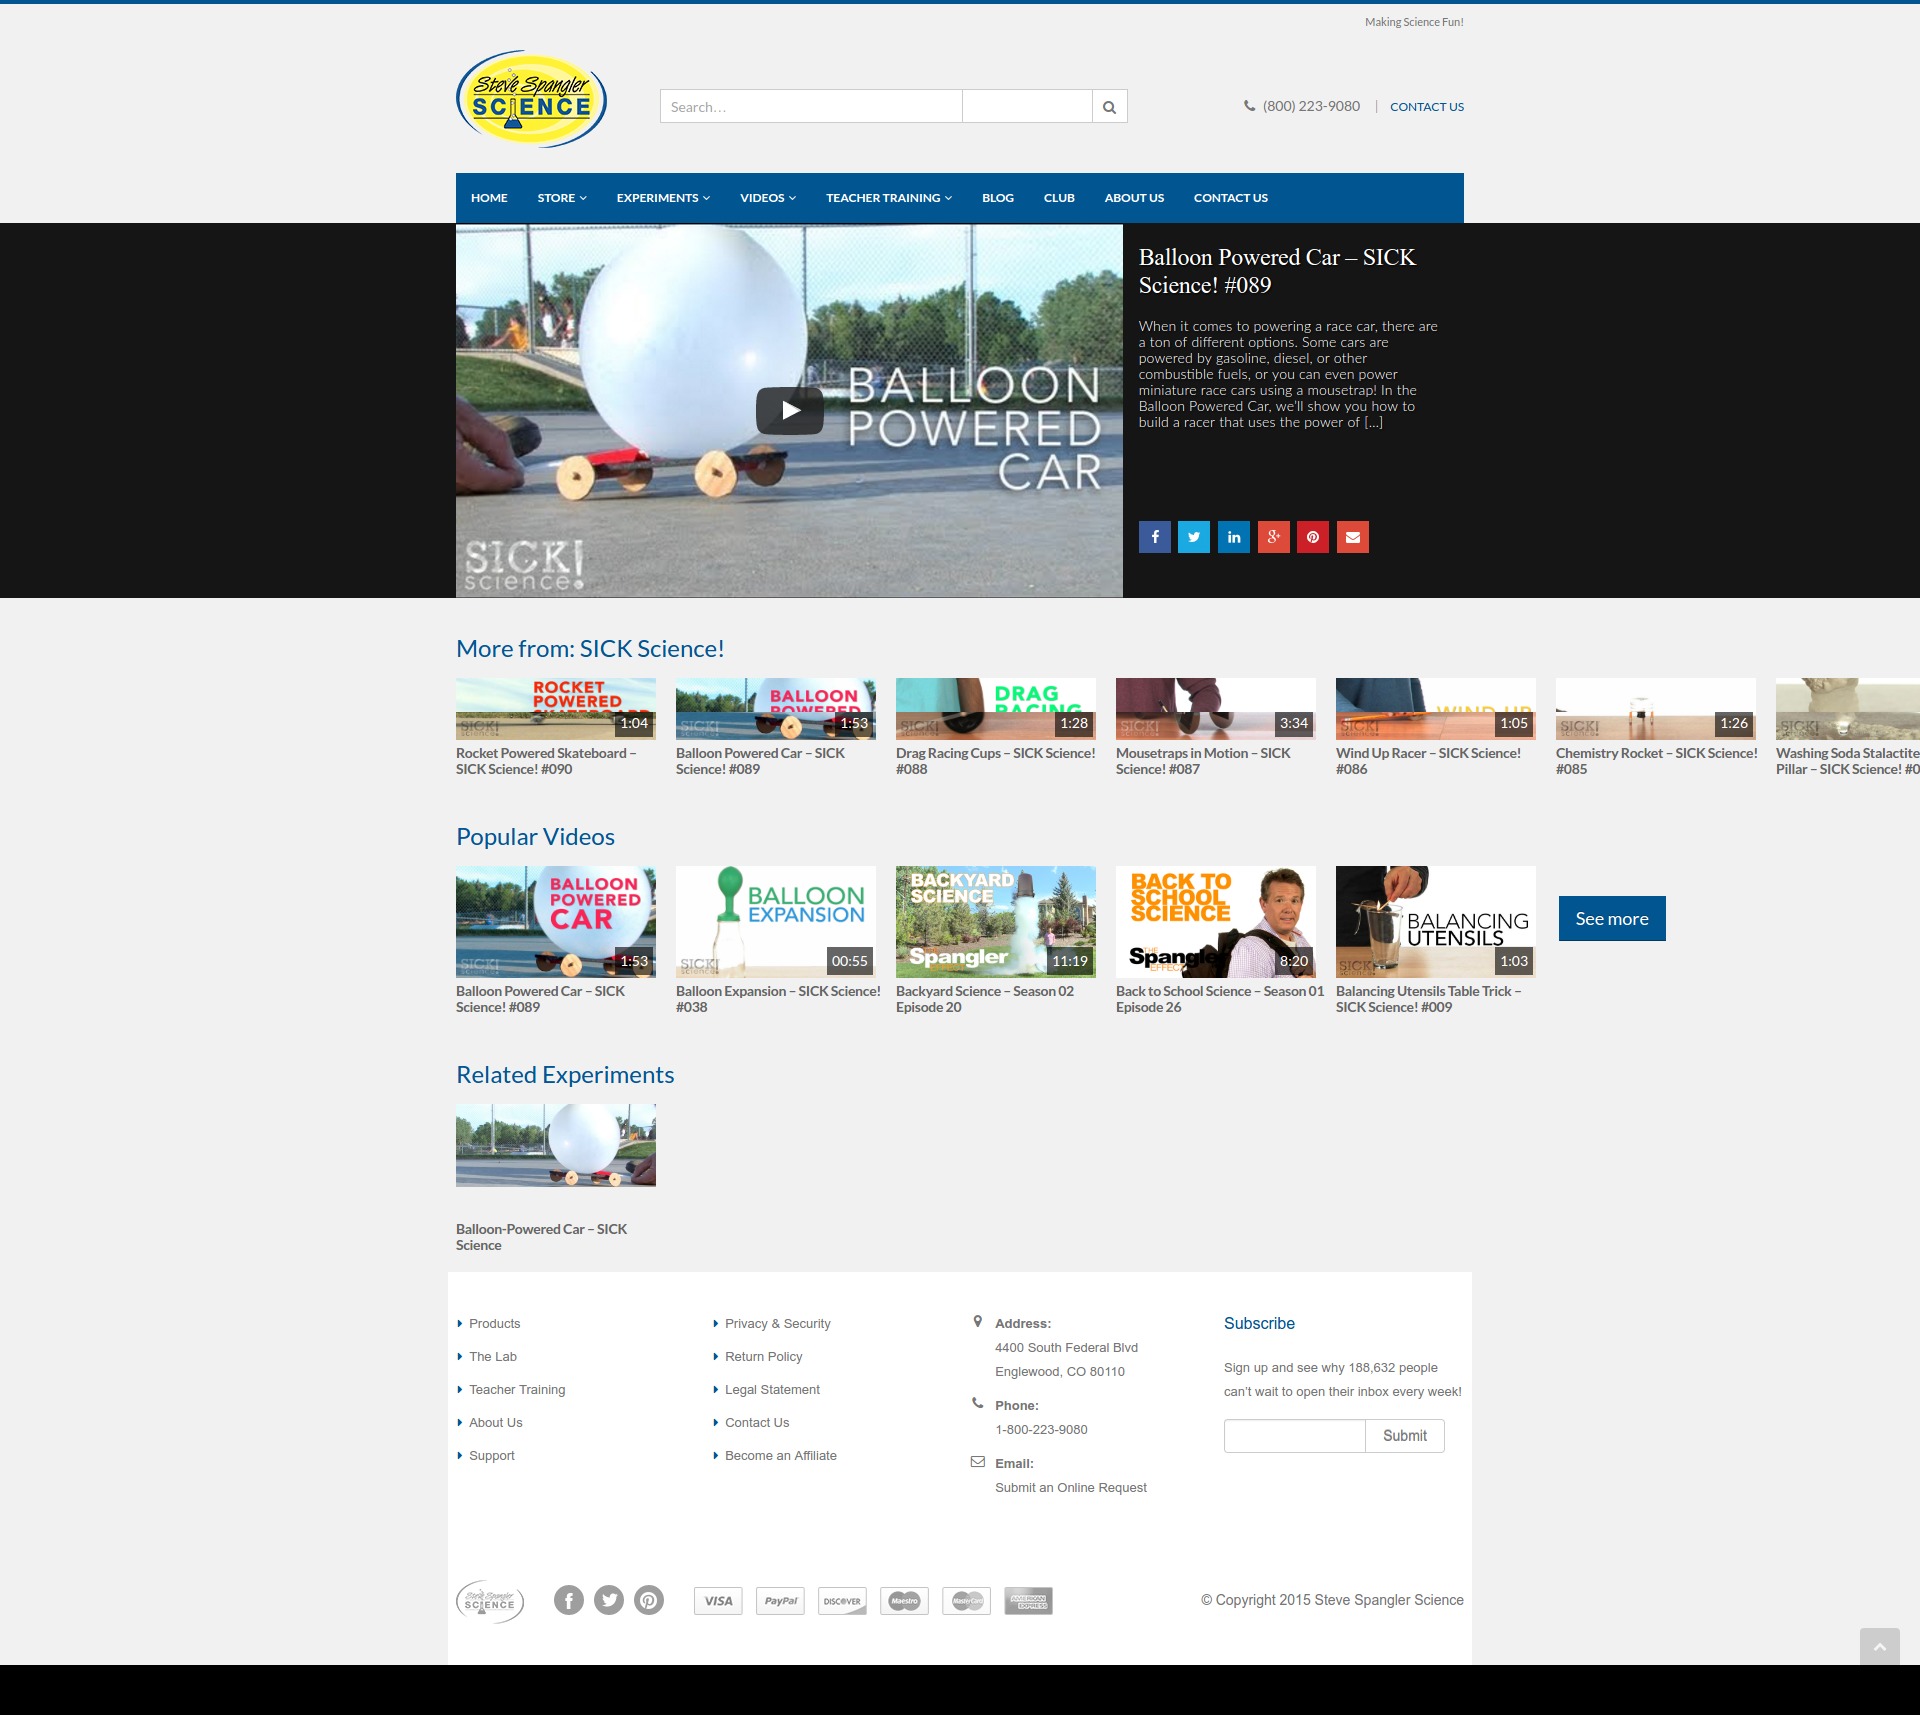 Making Science Fun!
Steve Spangler
SCIENCE
Search...
(800) 223-9080 | CONTACT US
HOME STORE EXPERIMENTS VIDEOS TEACHER TRAINING BLOG CLUB ABOUT US CONTACT US
BALLOON
POWERED
CAR
SICK!
science!
Balloon Powered Car – SICK
Science! #089
When it comes to powering a race car, there are
a ton of different options. Some cars are
powered by gasoline, diesel, or other
combustible fuels, or you can even power
miniature race cars using a mousetrap! In the
Balloon Powered Car, we'll show you how to
build a racer that uses the power of [...]
More from: SICK Science!
ROCKET
POWERED
SKATEBOARD
1:04
Rocket Powered Skateboard –
SICK Science! #090
BALLOON
POWERED
1:53
Balloon Powered Car – SICK
Science! #089
DRAG
RACING
1:28
Drag Racing Cups – SICK Science!
#088
3:34
Mousetraps in Motion – SICK
Science! #087
WIND UP
1:05
Wind Up Racer – SICK Science!
#086
1:26
Chemistry Rocket – SICK Science!
#085
Washing Soda Stalactite
Pillar – SICK Science! #0
Popular Videos
BALLOON
POWERED
CAR
1:53
Balloon Powered Car – SICK
Science! #089
BALLOON
EXPANSION
00:55
Balloon Expansion – SICK Science!
#038
BACKYARD
SCIENCE
Spangler
11:19
Backyard Science – Season 02
Episode 20
BACK TO
SCHOOL
SCIENCE
THE
Spangler
EFFECT
8:20
Back to School Science – Season 01
Episode 26
BALANCING
UTENSILS
1:03
Balancing Utensils Table Trick –
SICK Science! #009
See more
Related Experiments
Balloon-Powered Car – SICK
Science
Products
The Lab
Teacher Training
About Us
Support
Privacy & Security
Return Policy
Legal Statement
Contact Us
Become an Affiliate
Address:
4400 South Federal Blvd
Englewood, CO 80110
Phone:
1-800-223-9080
Email:
Submit an Online Request
Subscribe
Sign up and see why 188,632 people
can't wait to open their inbox every week!
Submit
Steve Spangler
SCIENCE
VISA PayPal DISCOVER Maestro MasterCard AMERICAN EXPRESS
© Copyright 2015 Steve Spangler Science